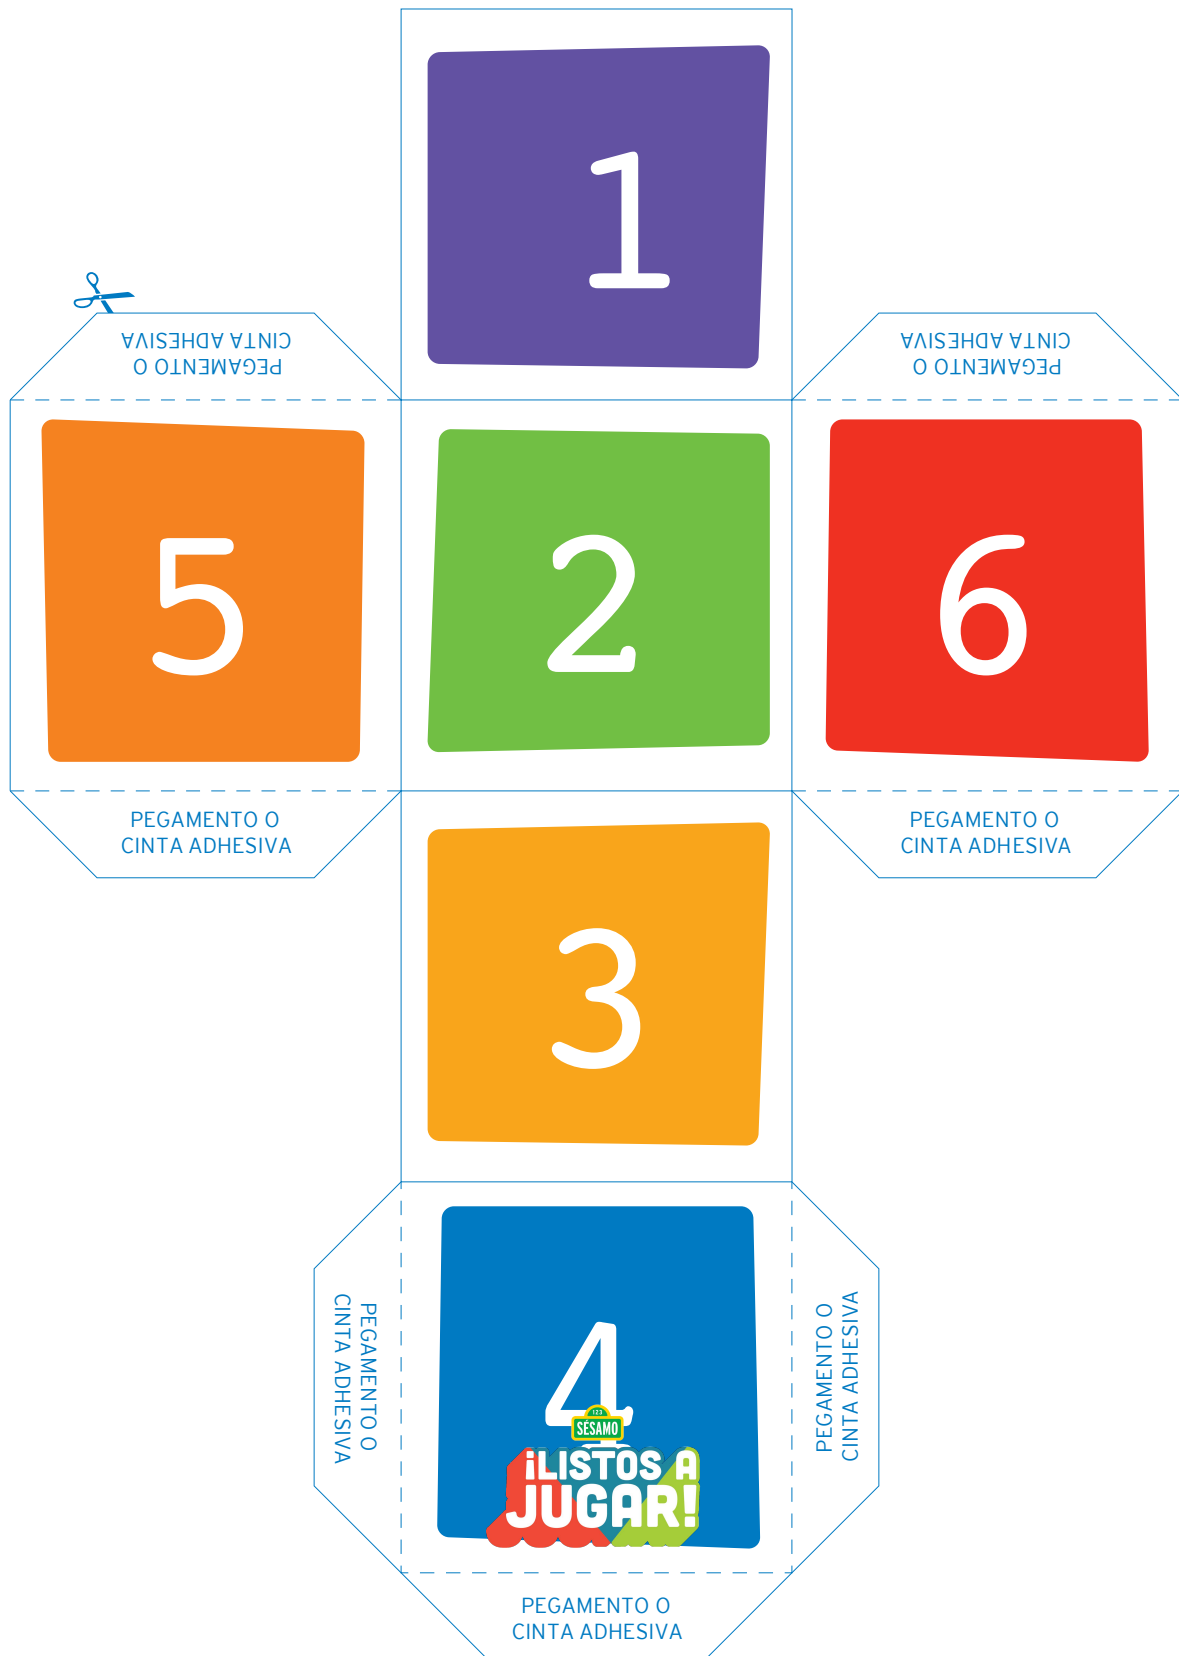 1
CINTA ADHESIVA
PEGAMENTO O
CINTA ADHESIVA
PEGAMENTO O
5
2
6
PEGAMENTO O
CINTA ADHESIVA
PEGAMENTO O
CINTA ADHESIVA
3
PEGAMENTO O
CINTA ADHESIVA
4
123
SÉSAMO
¡LISTOS A
JUGAR!
PEGAMENTO O
CINTA ADHESIVA
PEGAMENTO O
CINTA ADHESIVA